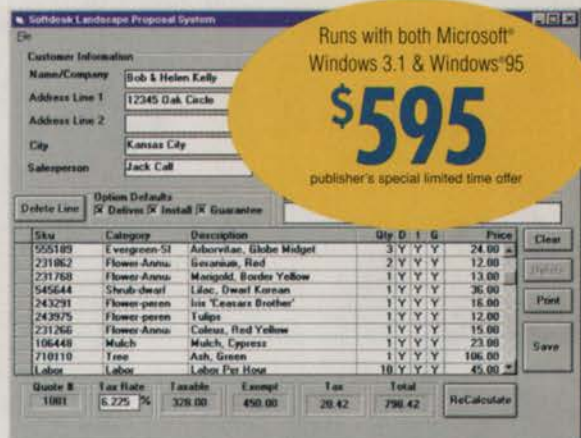 Softdesk Landscape Proposal System
File
Customer Information
Name/Company Bob & Helen Kelly
Address Line 1 12345 Oak Circle
Address Line 2
City Kansas City
Salesperson Jack Call
Runs with both Microsoft®
Windows 3.1 & Windows®95
$595
publisher's special limited time offer
Delete Line
Option Defaults
Deliver Install Guarantee
Sku Category Description Qty D I G Price
555189 Evergreen-Sl Arborvitae, Globe Midget 3 Y Y Y 24.00
231862 Flower-Annu Geranium, Red 2 Y Y Y 12.00
231768 Flower-Annu Marigold, Border Yellow 1 Y Y Y 13.00
545644 Shrub-dwarf Lilac, Dwarf Korean 1 Y Y Y 36.00
243291 Flower-peren Iris 'Ceasars Brother' 1 Y Y Y 16.00
243975 Flower-peren Tulips 1 Y Y Y 12.00
231266 Flower-Annu Coleus, Red Yellow 1 Y Y Y 15.00
106448 Mulch Mulch, Cypress 1 Y Y Y 23.00
710110 Tree Ash, Green 1 Y Y Y 106.00
Labor Labor Labor Per Hour 10 Y Y Y 45.00
Clear
Delete
Print
Save
Quote # Tax Rate Taxable Exempt Tax Total
1001 6.225 % 328.00 450.00 20.42 798.42
ReCalculate